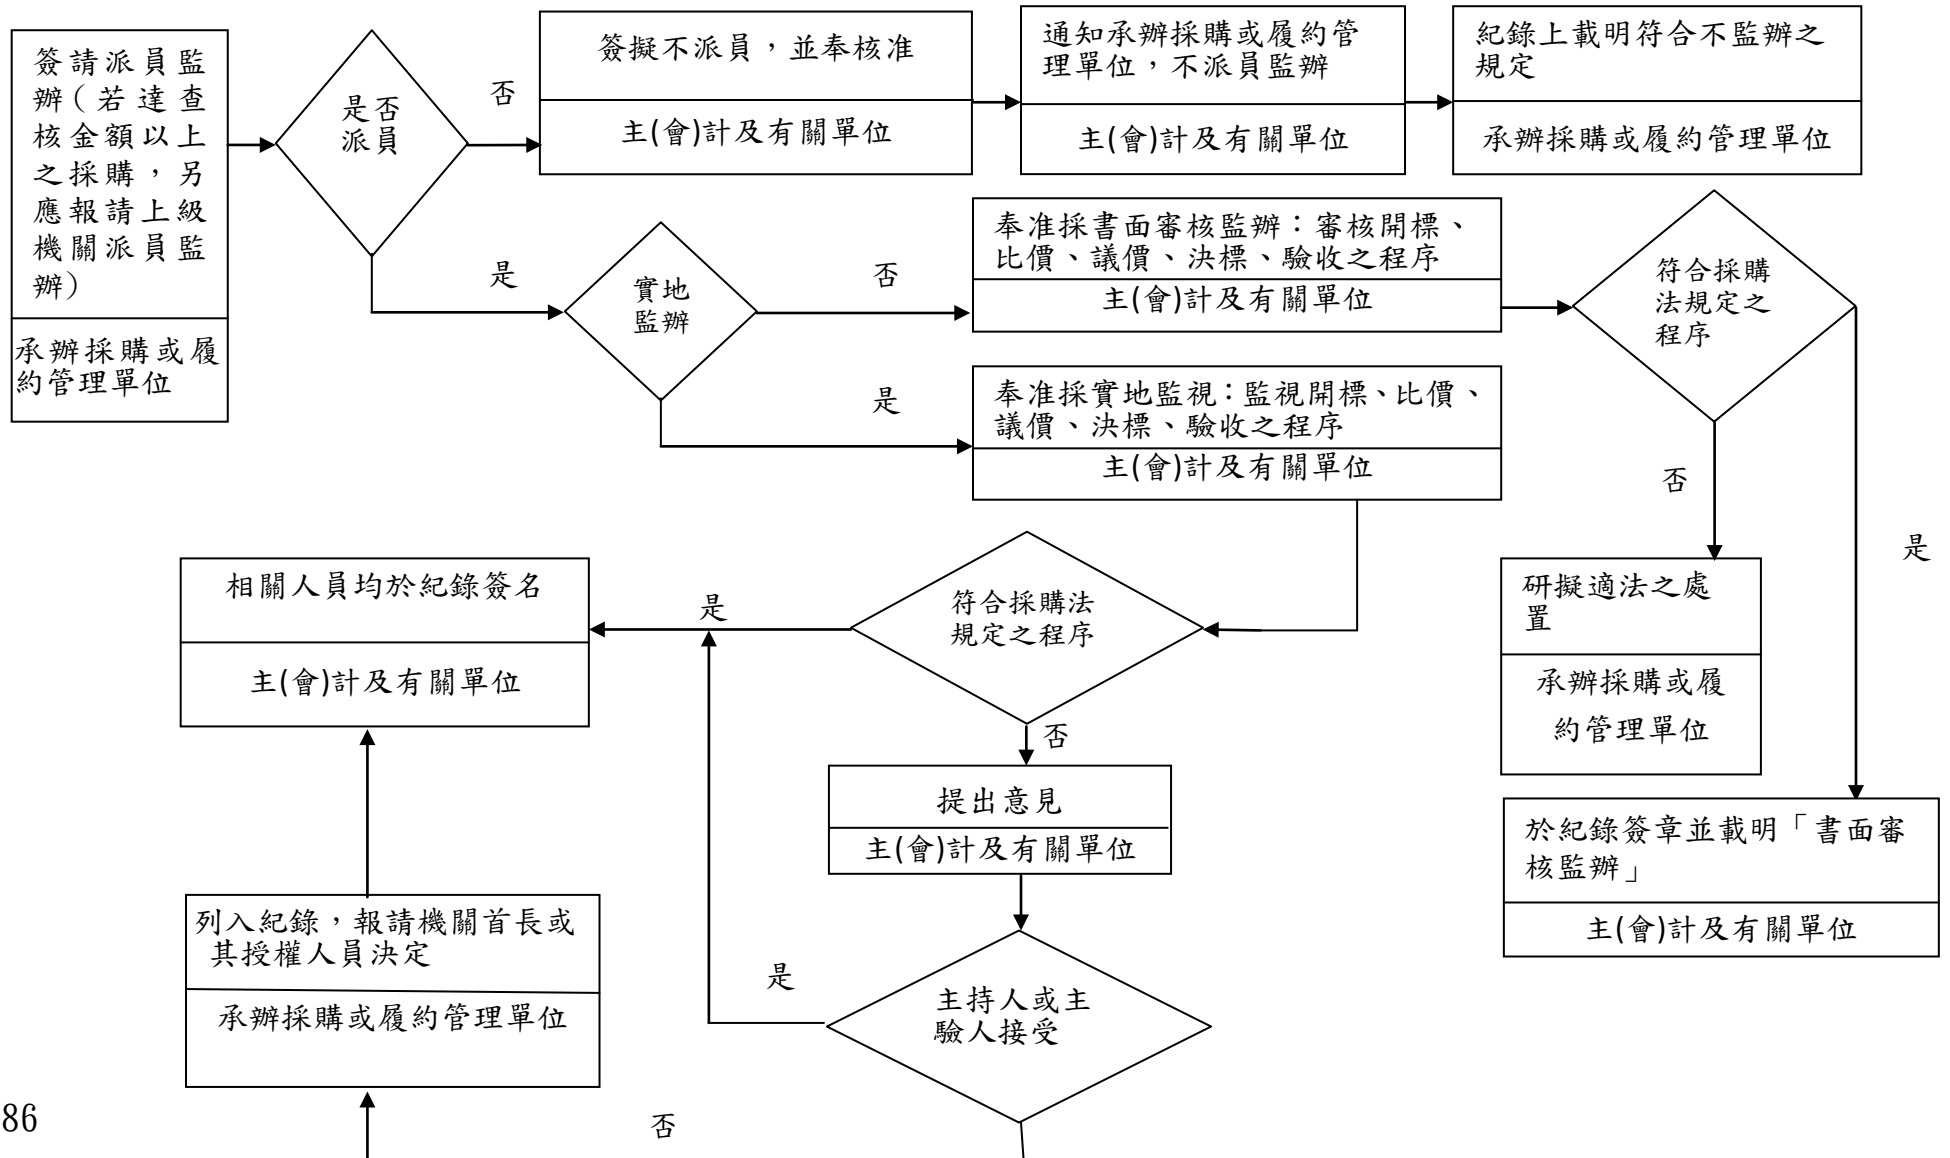 簽請派員監
辦（若達查
核金額以上
之採購，另
應報請上級
機關派員監
辦）
承辦採購或履
約管理單位
是否
派員
否
簽擬不派員，並奉核准
主(會)計及有關單位
通知承辦採購或履約管
理單位，不派員監辦
主(會)計及有關單位
紀錄上載明符合不監辦之
規定
承辦採購或履約管理單位
是
實地
監辦
否
奉准採書面審核監辦：審核開標、
比價、議價、決標、驗收之程序
主(會)計及有關單位
符合採購
法規定之
程序
是
奉准採實地監視：監視開標、比價、
議價、決標、驗收之程序
主(會)計及有關單位
否
是
研擬適法之處
置
承辦採購或履
約管理單位
於紀錄簽章並載明「書面審
核監辦」
主(會)計及有關單位
符合採購法
規定之程序
是
相關人員均於紀錄簽名
主(會)計及有關單位
否
提出意見
主(會)計及有關單位
主持人或主
驗人接受
是
列入紀錄，報請機關首長或
其授權人員決定
承辦採購或履約管理單位
否
86